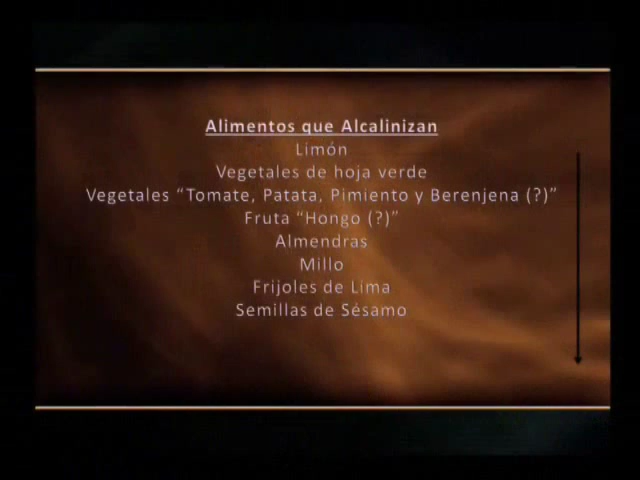 Alimentos que Alcalinizan
Limón
Vegetales de hoja verde
Vegetales “Tomate, Patata, Pimiento y Berenjena (?)”
Fruta “Hongo (?)”
Almendras
Millo
Frijoles de Lima
Semillas de Sésamo